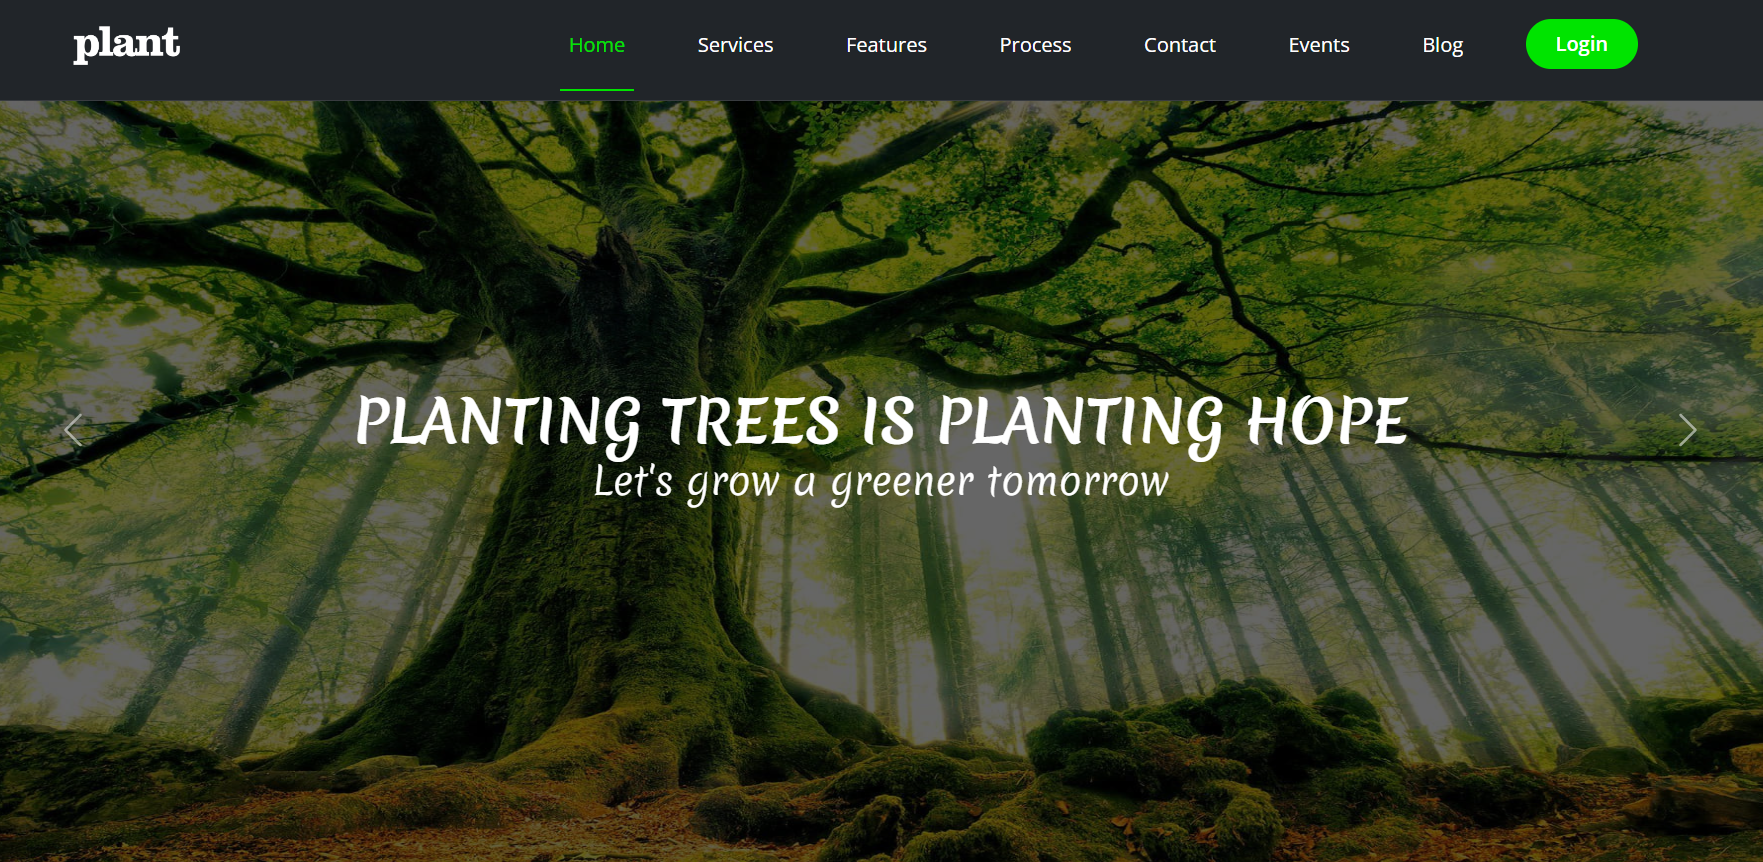 plant
Home Services Features Process Contact Events Blog Login
PLANTING TREES IS PLANTING HOPE
Let's grow a greener tomorrow